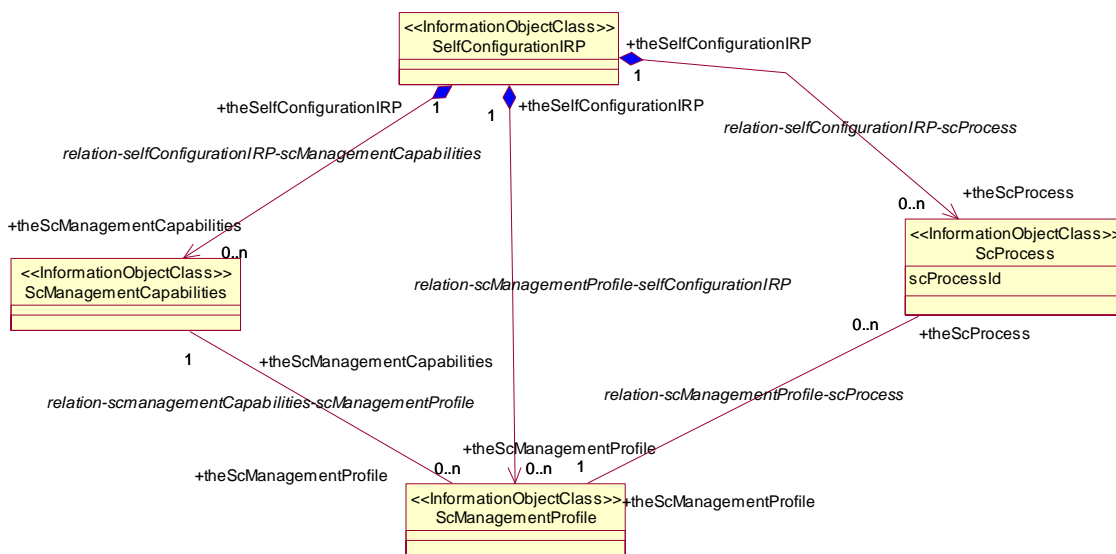 <<InformationObjectClass>>
SelfConfigurationIRP
+theSelfConfigurationIRP
1
+theSelfConfigurationIRP
1
1
+theSelfConfigurationIRP
relation-selfConfigurationIRP-scProcess
relation-selfConfigurationIRP-scManagementCapabilities
+theScProcess
0..n
+theScManagementCapabilities
0..n
<<InformationObjectClass>>
ScProcess
scProcessId
<<InformationObjectClass>>
ScManagementCapabilities
relation-scManagementProfile-selfConfigurationIRP
0..n
+theScProcess
1
+theScManagementCapabilities
relation-scmanagementCapabilities-scManagementProfile
relation-scManagementProfile-scProcess
+theScManagementProfile
0..n
0..n
1
+theScManagementProfile
<<InformationObjectClass>>
ScManagementProfile
+theScManagementProfile